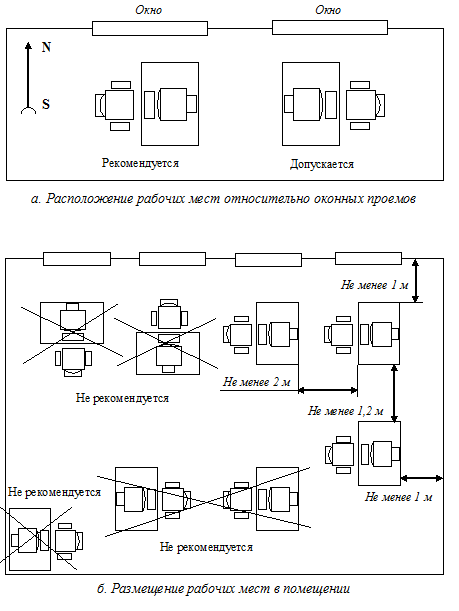 Окно
Окно
N
S
Рекомендуется
Допускается
а. Расположение рабочих мест относительно оконных проемов
Не менее 1 м
Не менее 2 м
Не рекомендуется
Не менее 1,2 м
Не рекомендуется
Не менее 1 м
Не рекомендуется
б. Размещение рабочих мест в помещении